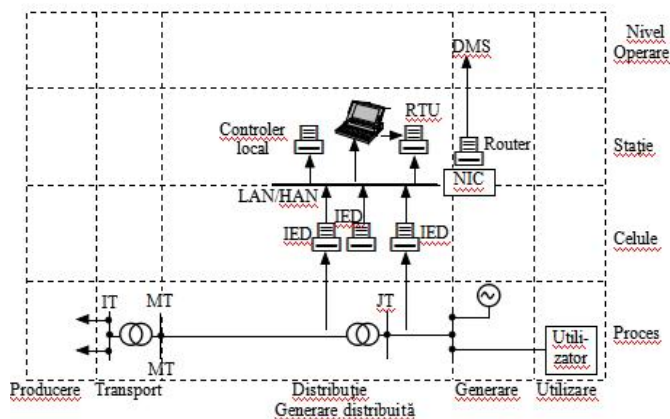 Nivel
Operare
DMS
RTU
Controler
local
Router
Stație
NIC
LAN/HAN
IED
IED
IED
Celule
IT
MT
JT
MT
Utili-
zator
Proces
Producere
Transport
Distribuție
Generare
Utilizare
Generare distribuită